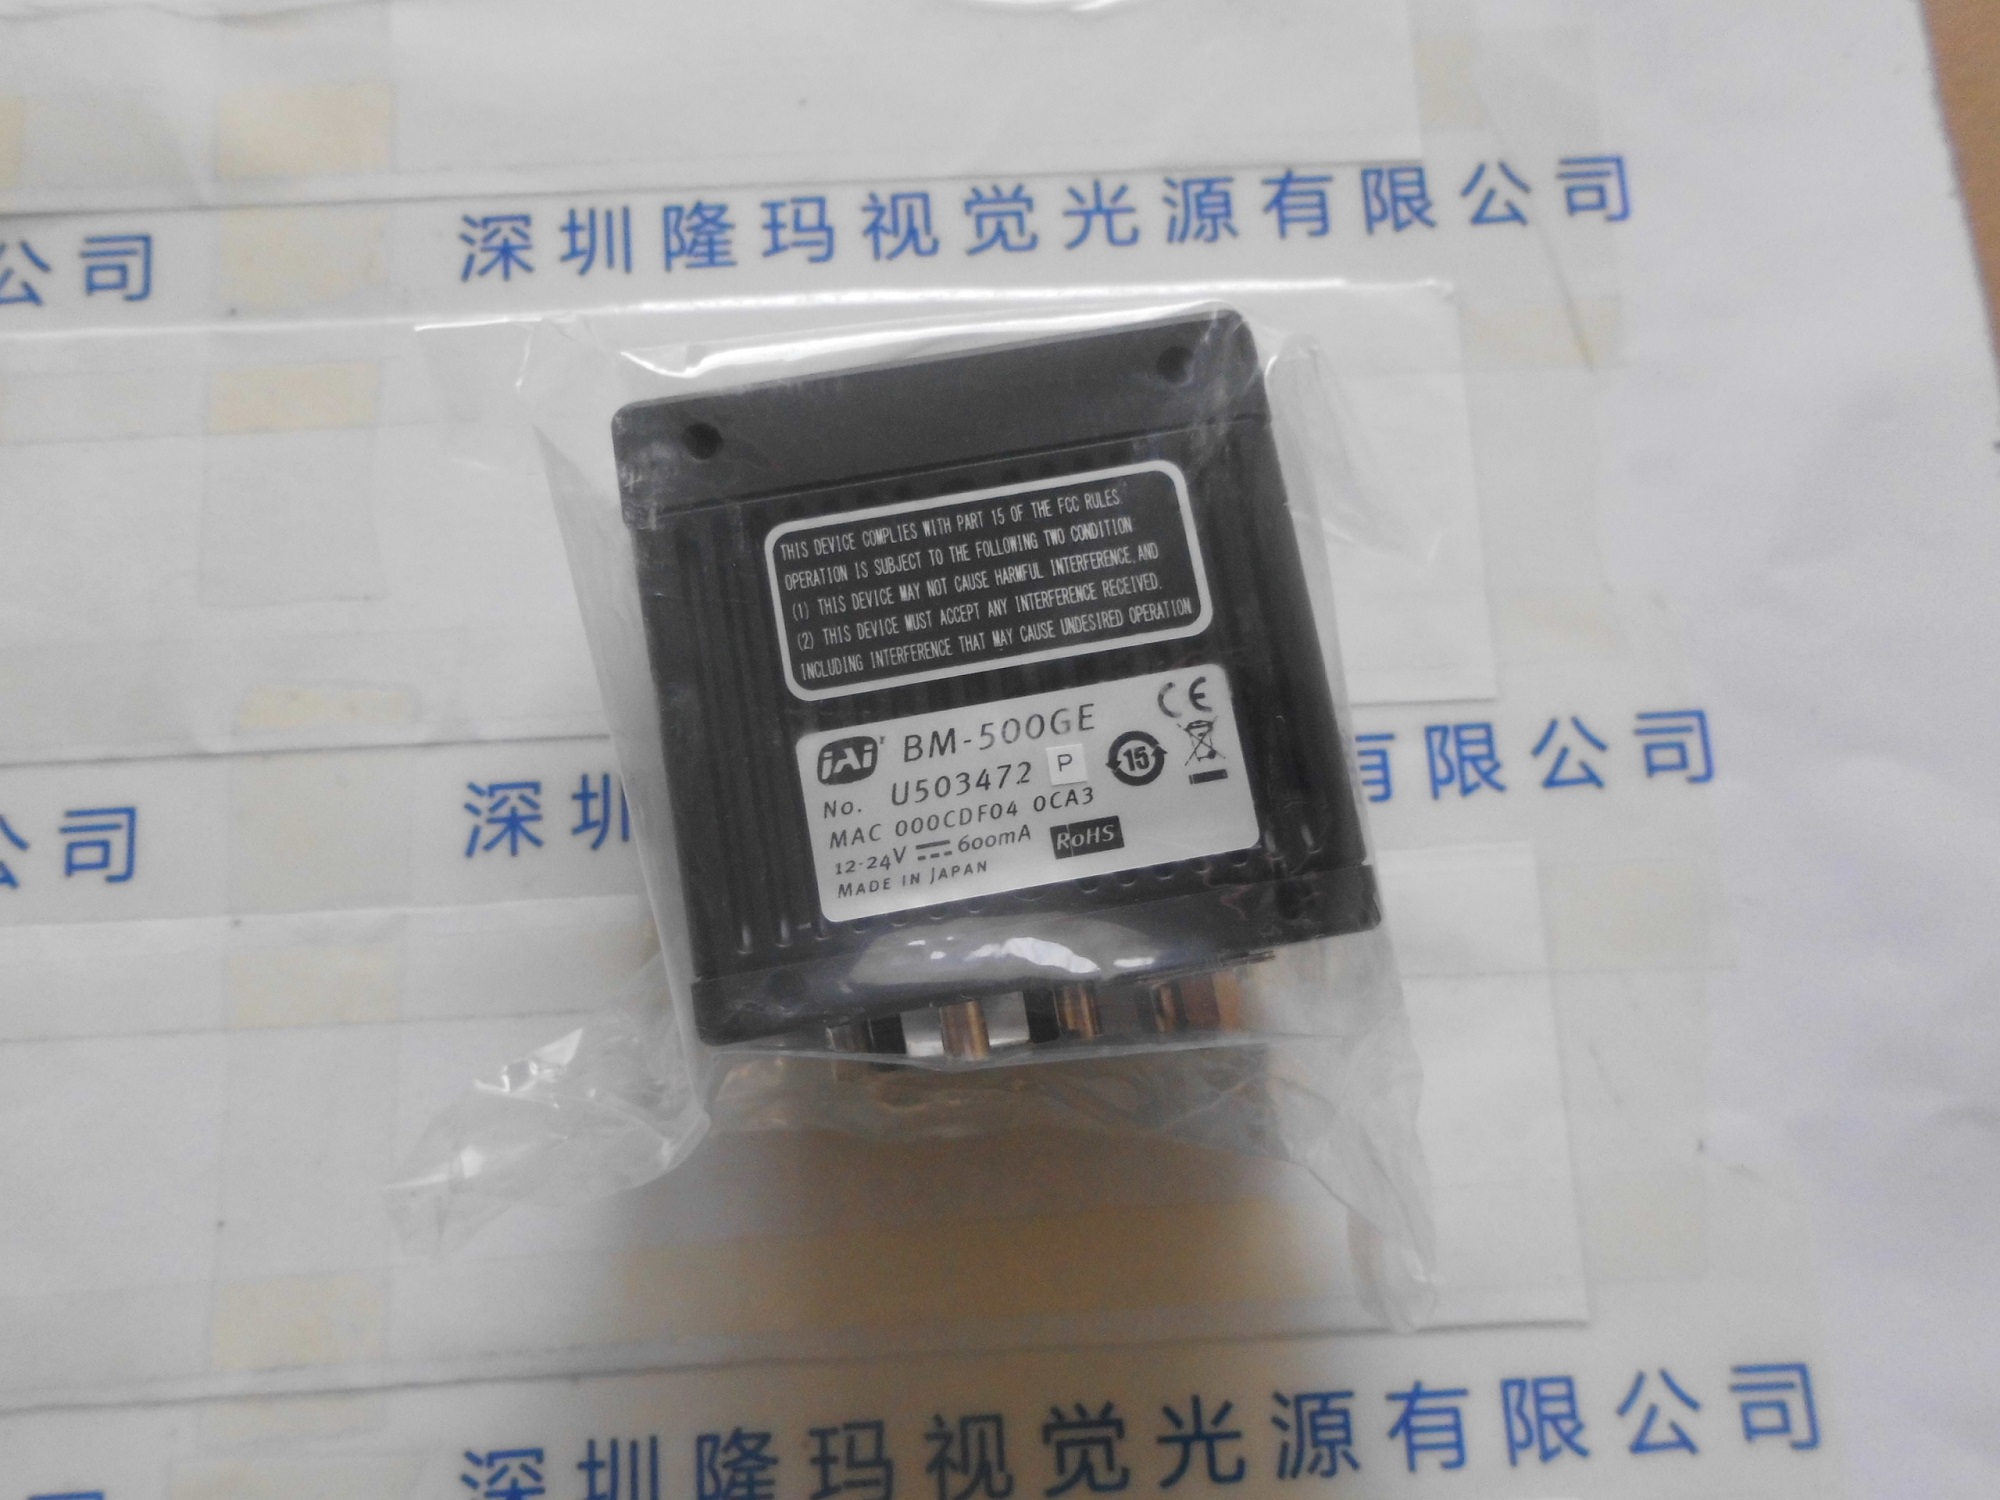 深圳隆玛视觉光源有限公司
公司
THIS DEVICE COMPLIES WITH PART 15 OF THE FCC RULES.
OPERATION IS SUBJECT TO THE FOLLOWING TWO CONDITION
(1) THIS DEVICE MAY NOT CAUSE HARMFUL INTERFERENCE, AND
(2) THIS DEVICE MUST ACCEPT ANY INTERFERENCE RECEIVED.
INCLUDING INTERFERENCE THAT MAY CAUSE UNDESIRED OPERATION
CE
JAI BM-500GE
No. U503472 P
15
MAC 000CDF04 0CA3
12-24V 600mA RoHS
MADE IN JAPAN
公司
深圳
有限公司
深圳隆玛视觉光源有限公司